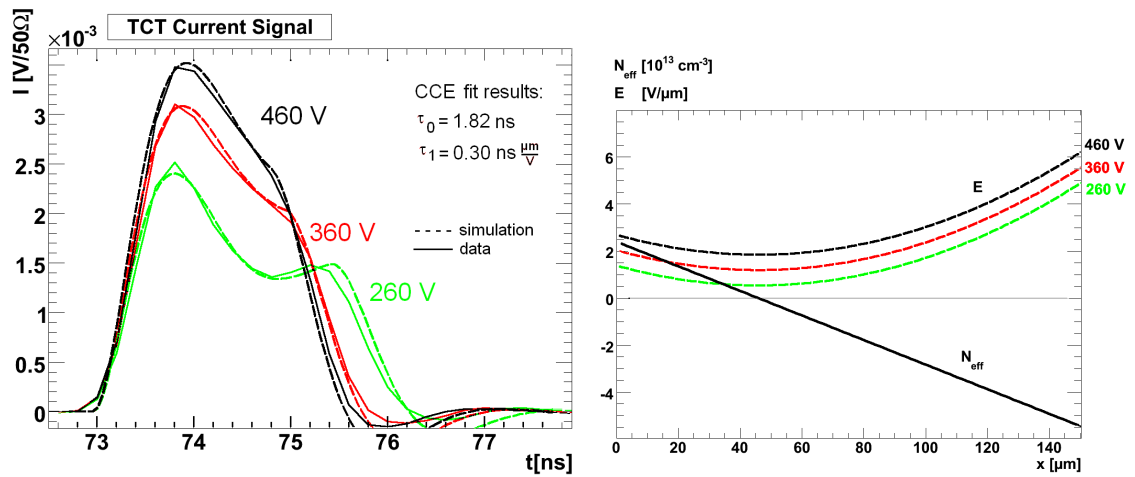 TCT Current Signal
×10⁻³
I [V/50Ω]
CCE fit results:
τ₀ = 1.82 ns
τ₁ = 0.30 ns μm/V
460 V
360 V
260 V
simulation
data
3
2.5
2
1.5
1
0.5
0
73 74 75 76 77
t[ns]
N_eff [10¹³ cm⁻³]
E [V/μm]
6
4
2
0
-2
-4
E
N_eff
460 V
360 V
260 V
0 20 40 60 80 100 120 140
x [μm]